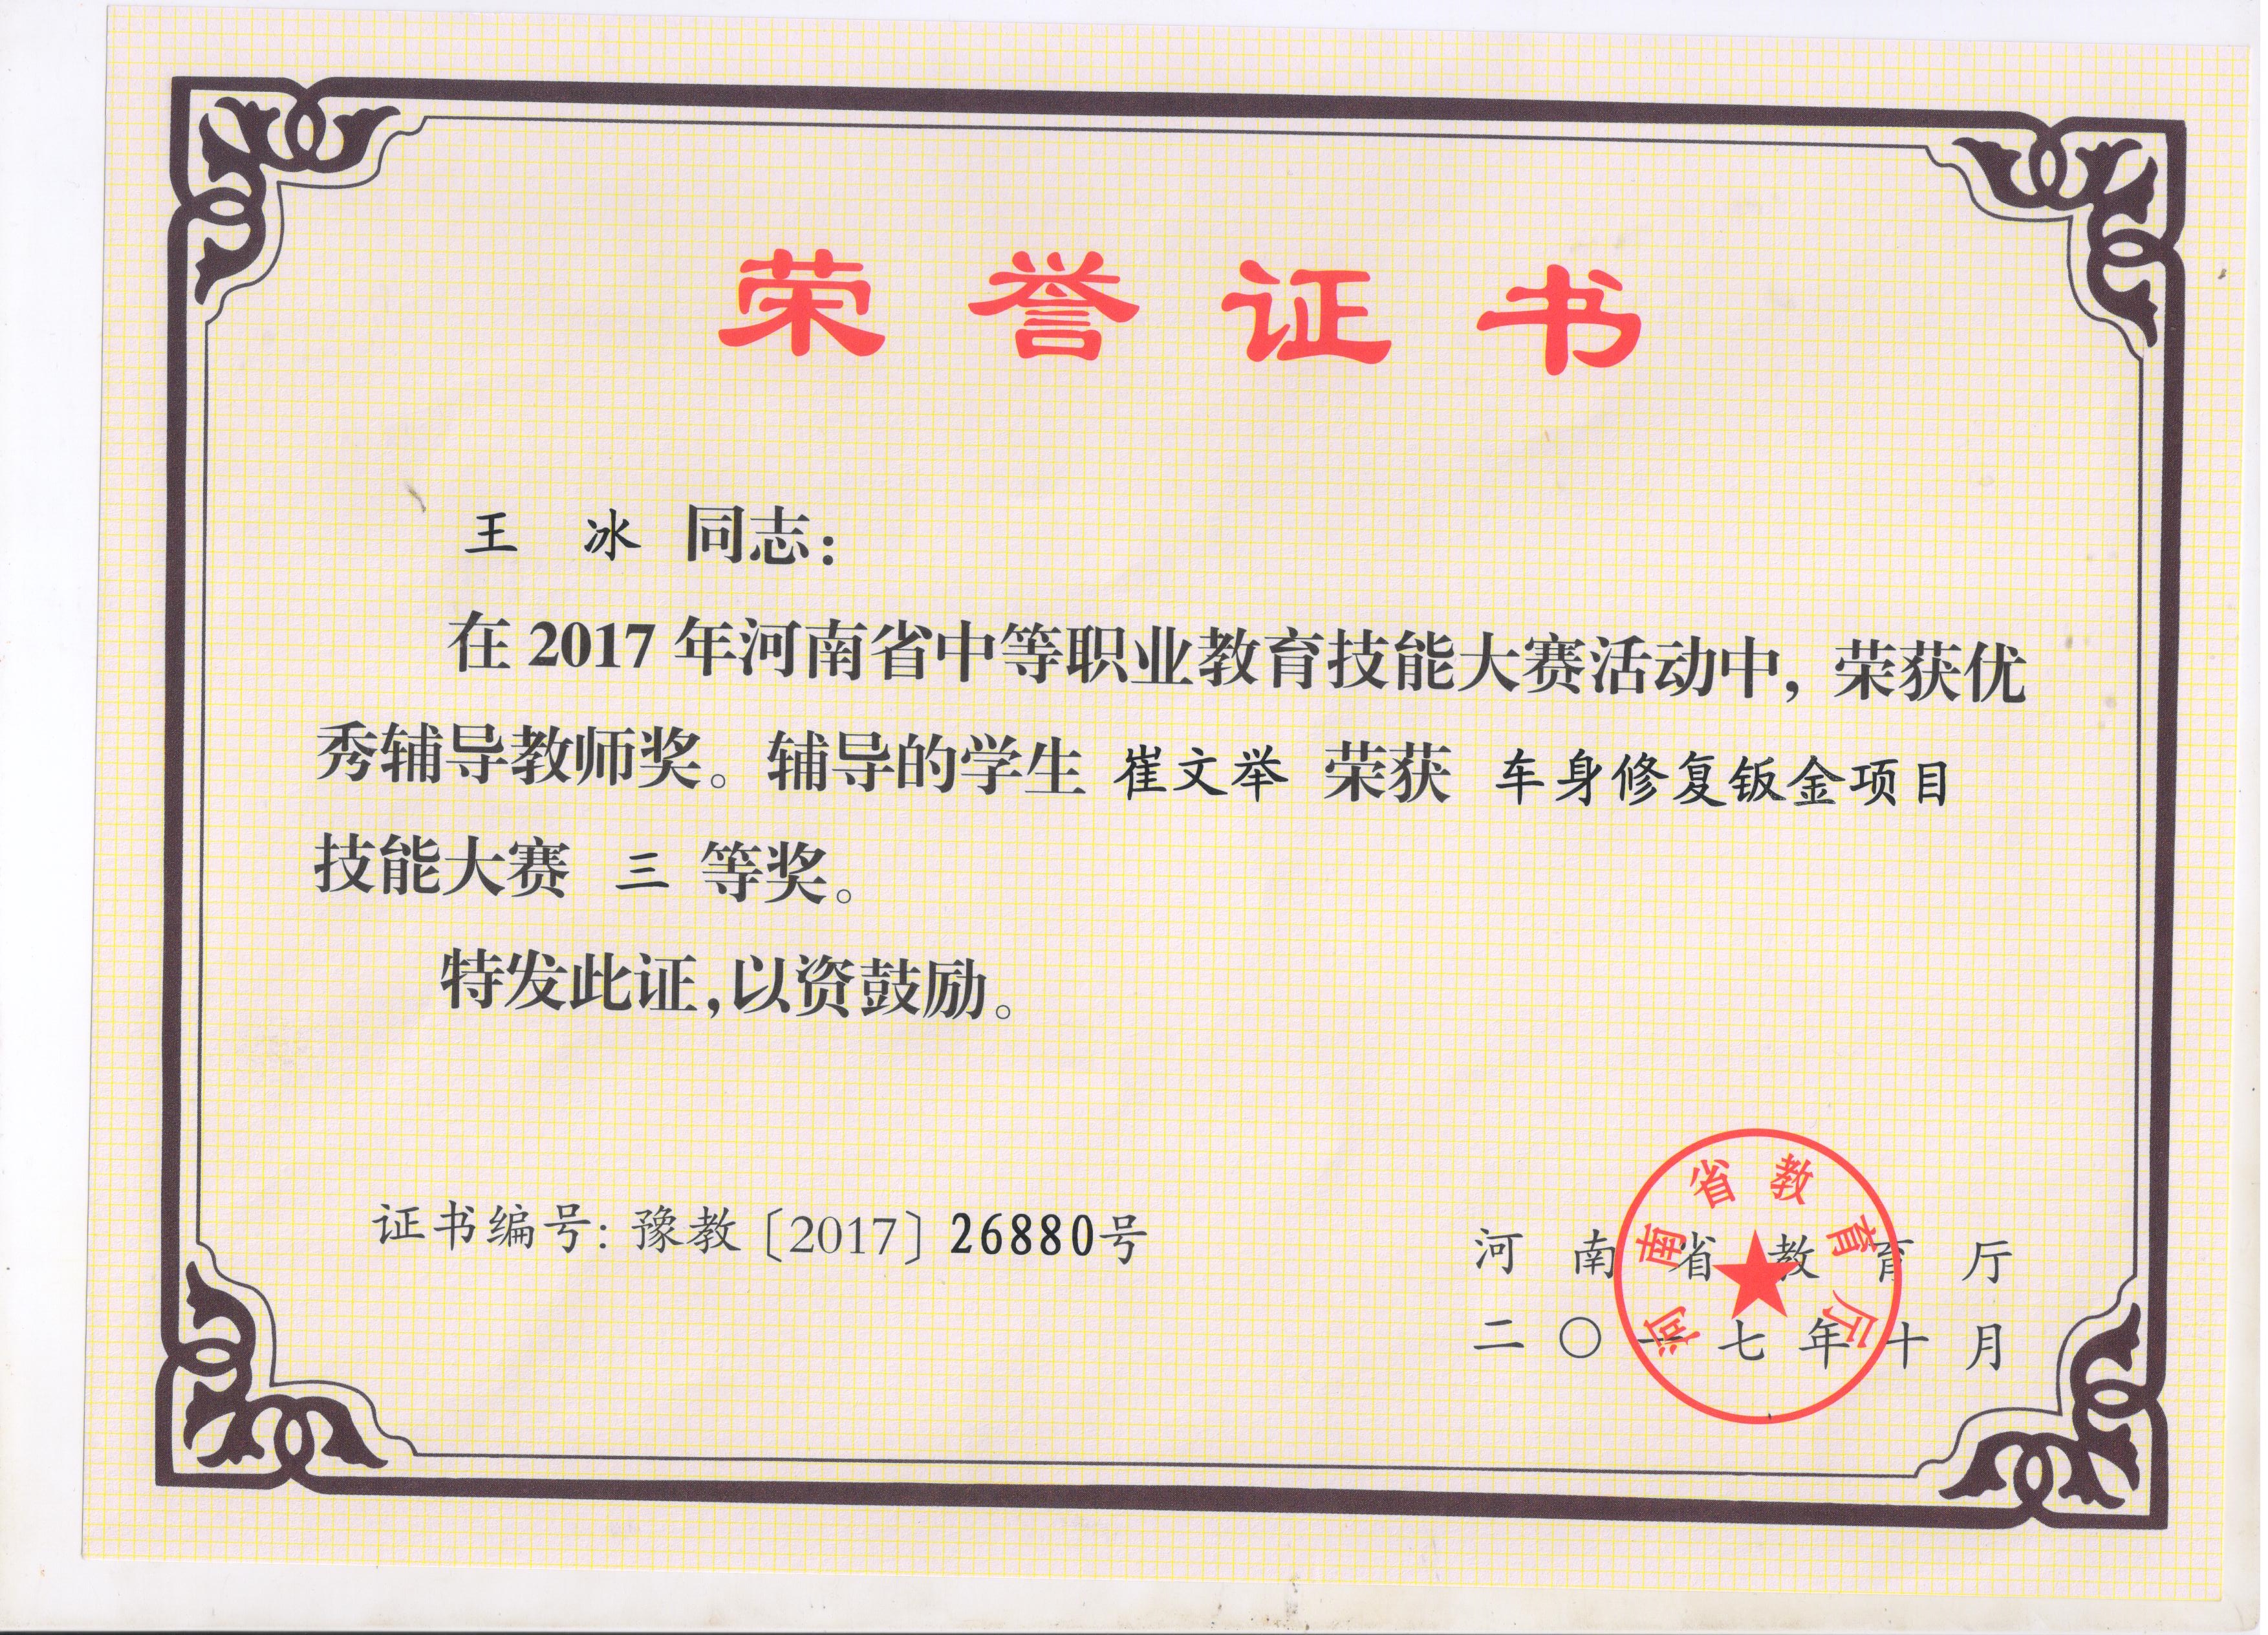 荣誉证书
王 冰 同志：
在 2017 年河南省中等职业教育技能大赛活动中，荣获优
秀辅导教师奖。辅导的学生 崔文举 荣获 车身修复钣金项目
技能大赛 三 等奖。
特发此证，以资鼓励。
证书编号：豫教〔2017〕26880号
河南省教育厅
二〇一七年十月
河南省教育厅